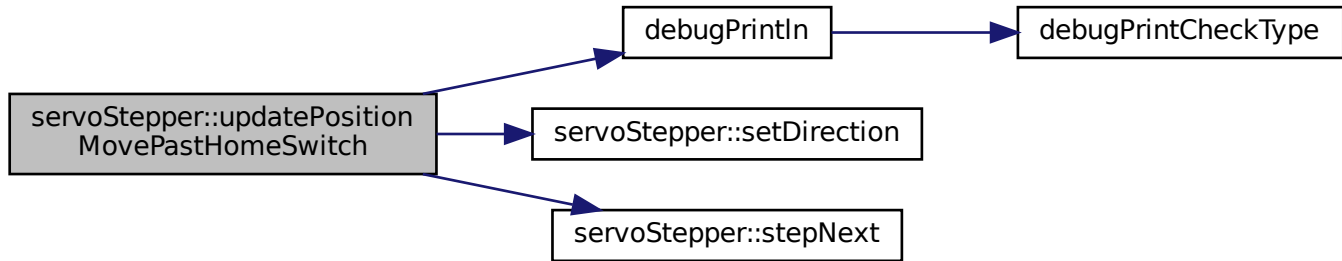 servoStepper::updatePosition
MovePastHomeSwitch
debugPrintln
debugPrintCheckType
servoStepper::setDirection
servoStepper::stepNext